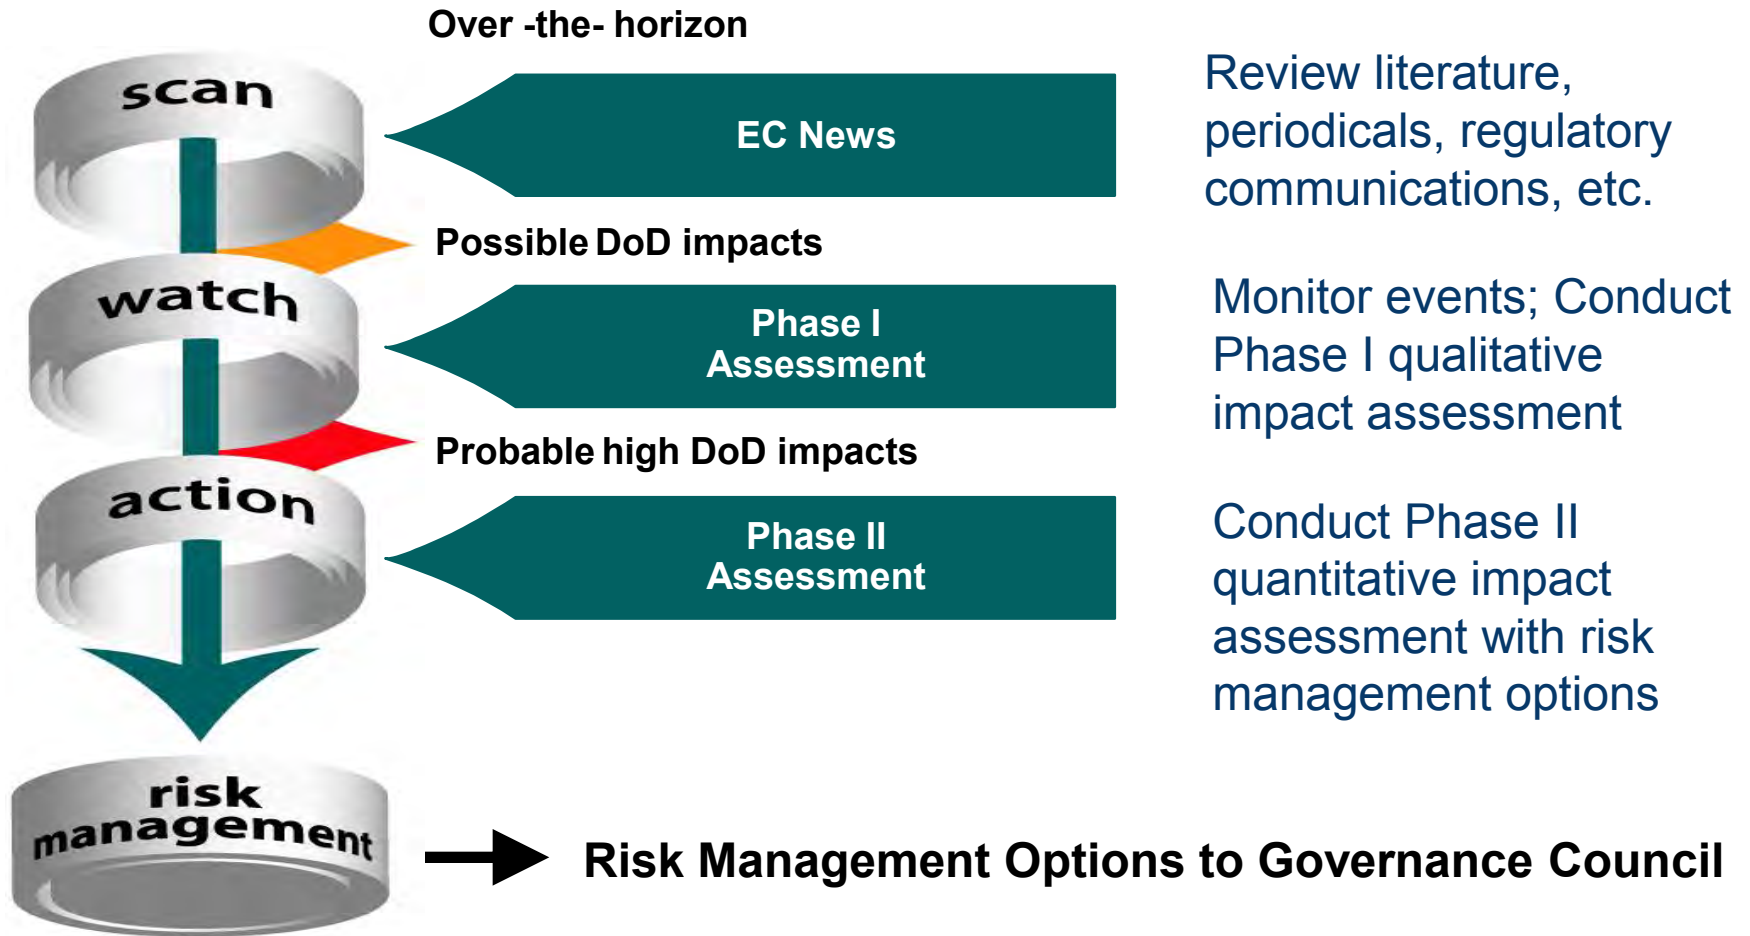 Over -the- horizon
scan
EC News
Review literature,
periodicals, regulatory
communications, etc.
Possible DoD impacts
watch
Phase I
Assessment
Monitor events; Conduct
Phase I qualitative
impact assessment
Probable high DoD impacts
action
Phase II
Assessment
Conduct Phase II
quantitative impact
assessment with risk
management options
risk
management
Risk Management Options to Governance Council